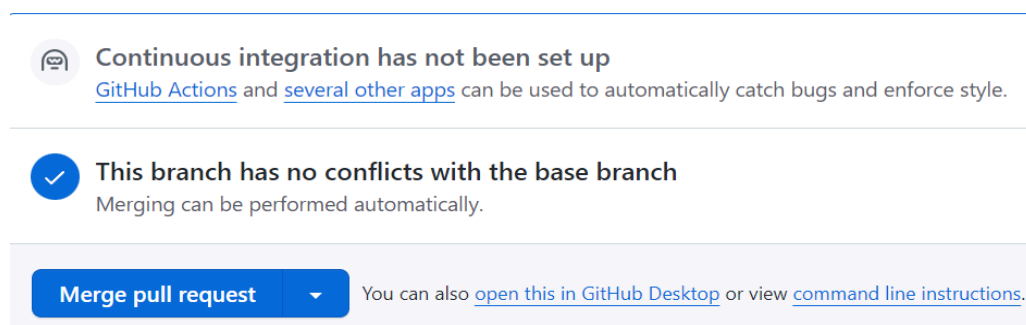 Continuous integration has not been set up
GitHub Actions and several other apps can be used to automatically catch bugs and enforce style.
This branch has no conflicts with the base branch
Merging can be performed automatically.
Merge pull request You can also open this in GitHub Desktop or view command line instructions.